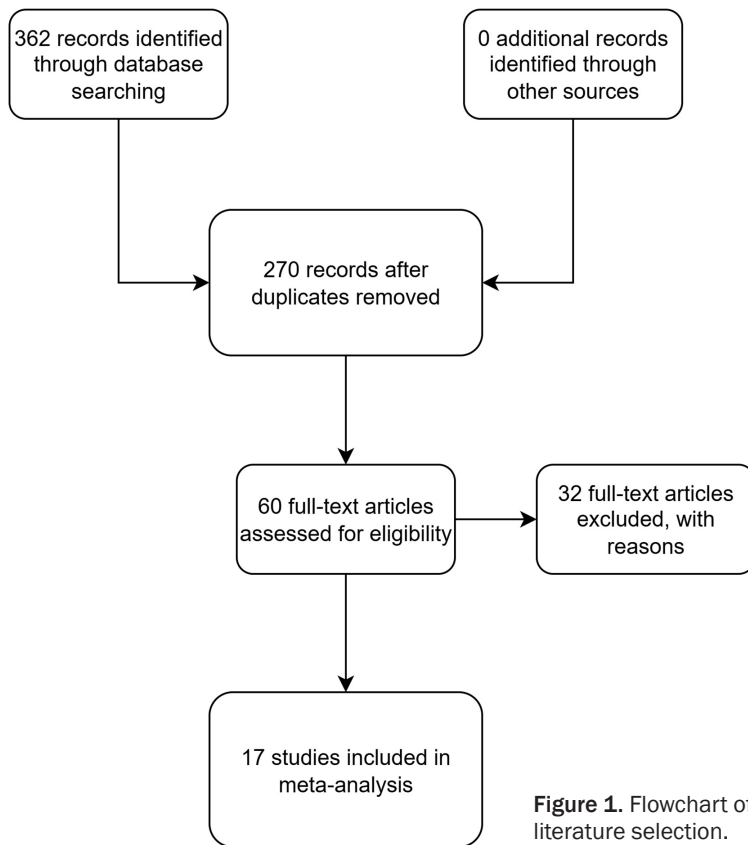 362 records identified
through database
searching
0 additional records
identified through
other sources
270 records after
duplicates removed
60 full-text articles
assessed for eligibility
32 full-text articles
excluded, with
reasons
17 studies included in
meta-analysis
Figure 1. Flowchart of
literature selection.